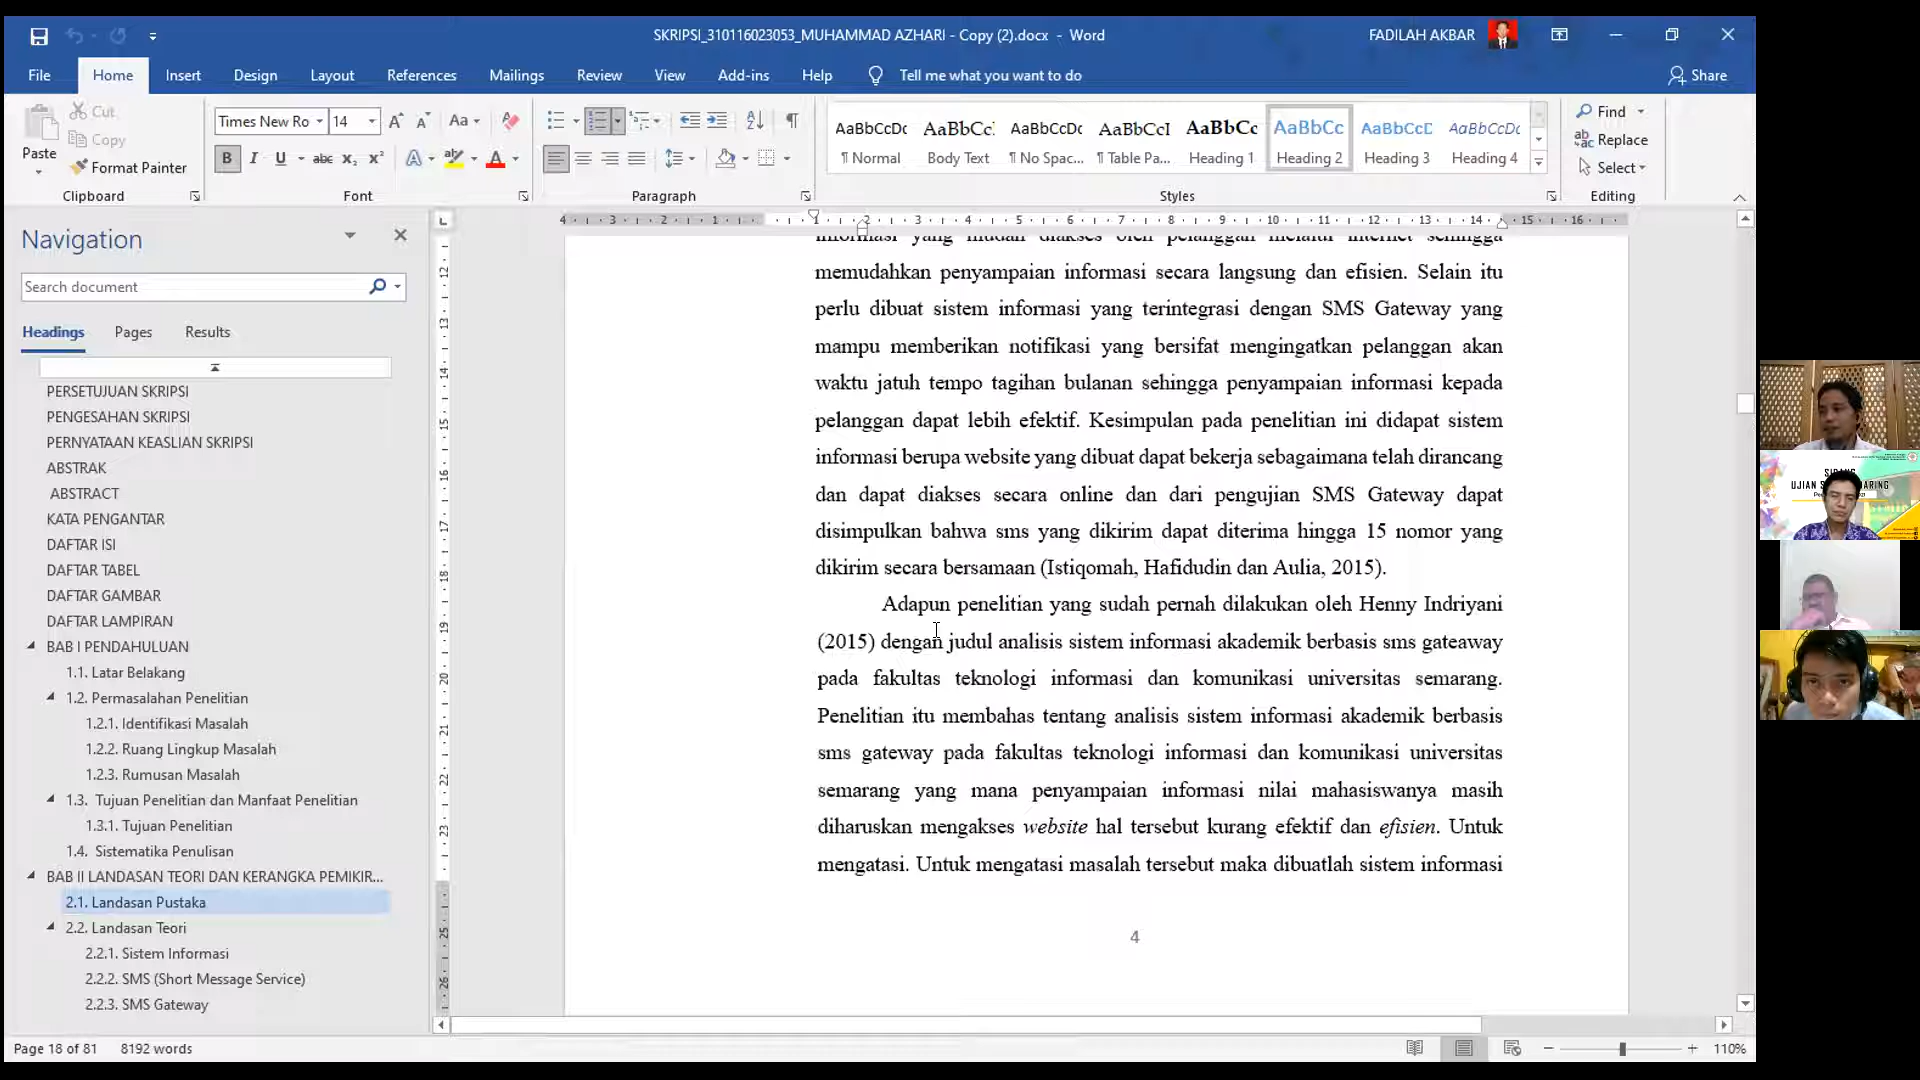 SKRIPSI_310116023053_MUHAMMAD AZHARI - Copy (2).docx - Word
FADILAH AKBAR
File Home Insert Design Layout References Mailings Review View Add-ins Help Tell me what you want to do Share
Paste
Cut
Copy
Format Painter
Clipboard
Times New Ro 14
Font
Paragraph
AaBbCcDc AaBbCcI AaBbCcDc AaBbCcI AaBbCc AaBbCc AaBbCcD AaBbCcDc
¶ Normal Body Text ¶ No Spac... ¶ Table Pa... Heading 1 Heading 2 Heading 3 Heading 4
Styles
Find
Replace
Select
Editing
Navigation
Search document
Headings Pages Results
PERSETUJUAN SKRIPSI
PENGESAHAN SKRIPSI
PERNYATAAN KEASLIAN SKRIPSI
ABSTRAK
ABSTRACT
KATA PENGANTAR
DAFTAR ISI
DAFTAR TABEL
DAFTAR GAMBAR
DAFTAR LAMPIRAN
BAB I PENDAHULUAN
1.1. Latar Belakang
1.2. Permasalahan Penelitian
1.2.1. Identifikasi Masalah
1.2.2. Ruang Lingkup Masalah
1.2.3. Rumusan Masalah
1.3. Tujuan Penelitian dan Manfaat Penelitian
1.3.1. Tujuan Penelitian
1.4. Sistematika Penulisan
BAB II LANDASAN TEORI DAN KERANGKA PEMIKIR...
2.1. Landasan Pustaka
2.2. Landasan Teori
2.2.1. Sistem Informasi
2.2.2. SMS (Short Message Service)
2.2.3. SMS Gateway
informasi yang mudah diakses oleh pelanggan melalui internet sehingga
memudahkan penyampaian informasi secara langsung dan efisien. Selain itu
perlu dibuat sistem informasi yang terintegrasi dengan SMS Gateway yang
mampu memberikan notifikasi yang bersifat mengingatkan pelanggan akan
waktu jatuh tempo tagihan bulanan sehingga penyampaian informasi kepada
pelanggan dapat lebih efektif. Kesimpulan pada penelitian ini didapat sistem
informasi berupa website yang dibuat dapat bekerja sebagaimana telah dirancang
dan dapat diakses secara online dan dari pengujian SMS Gateway dapat
disimpulkan bahwa sms yang dikirim dapat diterima hingga 15 nomor yang
dikirim secara bersamaan (Istiqomah, Hafidudin dan Aulia, 2015).
Adapun penelitian yang sudah pernah dilakukan oleh Henny Indriyani
(2015) dengan judul analisis sistem informasi akademik berbasis sms gateaway
pada fakultas teknologi informasi dan komunikasi universitas semarang.
Penelitian itu membahas tentang analisis sistem informasi akademik berbasis
sms gateway pada fakultas teknologi informasi dan komunikasi universitas
semarang yang mana penyampaian informasi nilai mahasiswanya masih
diharuskan mengakses website hal tersebut kurang efektif dan efisien. Untuk
mengatasi. Untuk mengatasi masalah tersebut maka dibuatlah sistem informasi
4
Page 18 of 81 8192 words
110%